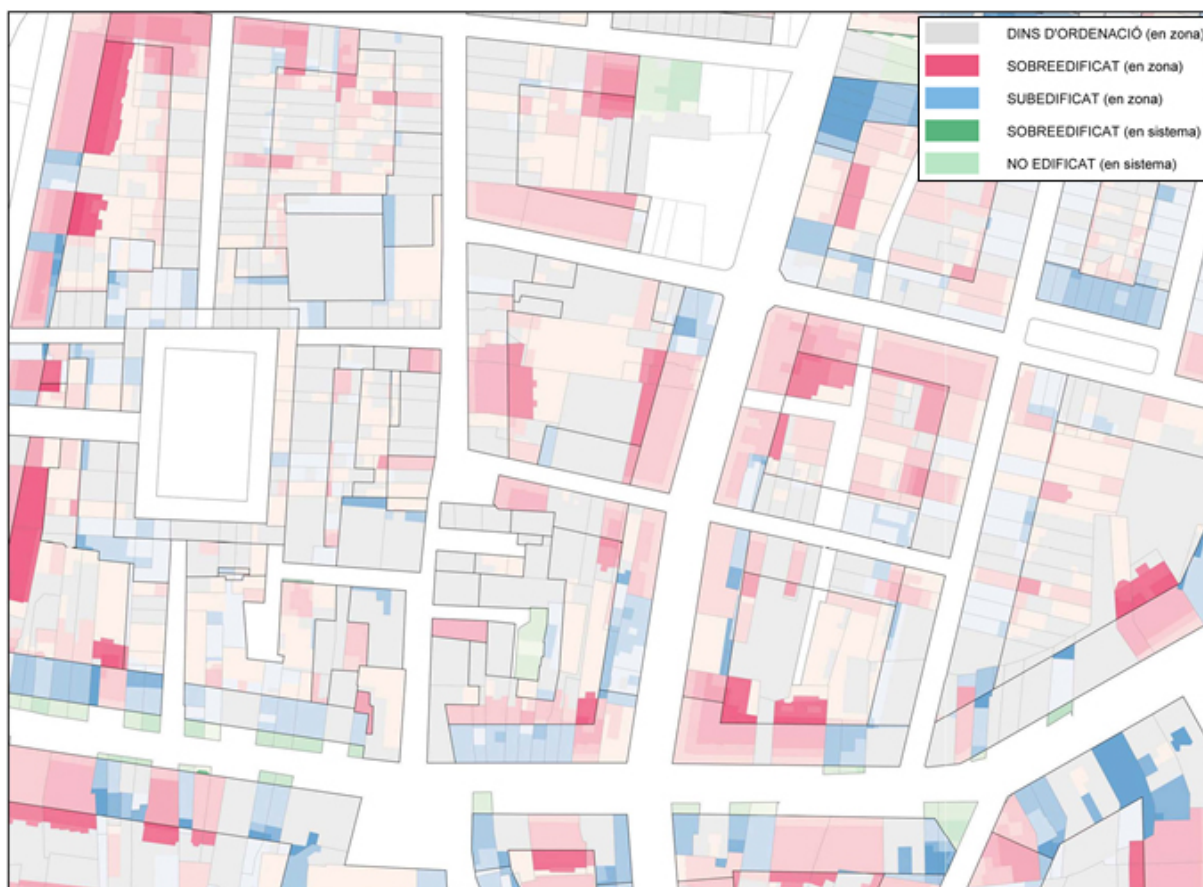 DINS D'ORDENACIÓ (en zona)
SOBREEDIFICAT (en zona)
SUBEDIFICAT (en zona)
SOBREEDIFICAT (en sistema)
NO EDIFICAT (en sistema)